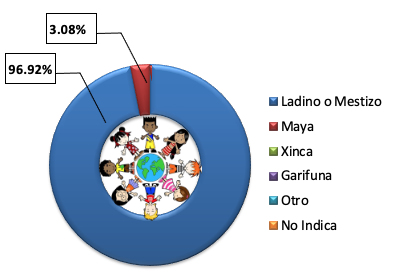 3.08%
96.92%
Ladino o Mestizo
Maya
Xinca
Garifuna
Otro
No Indica